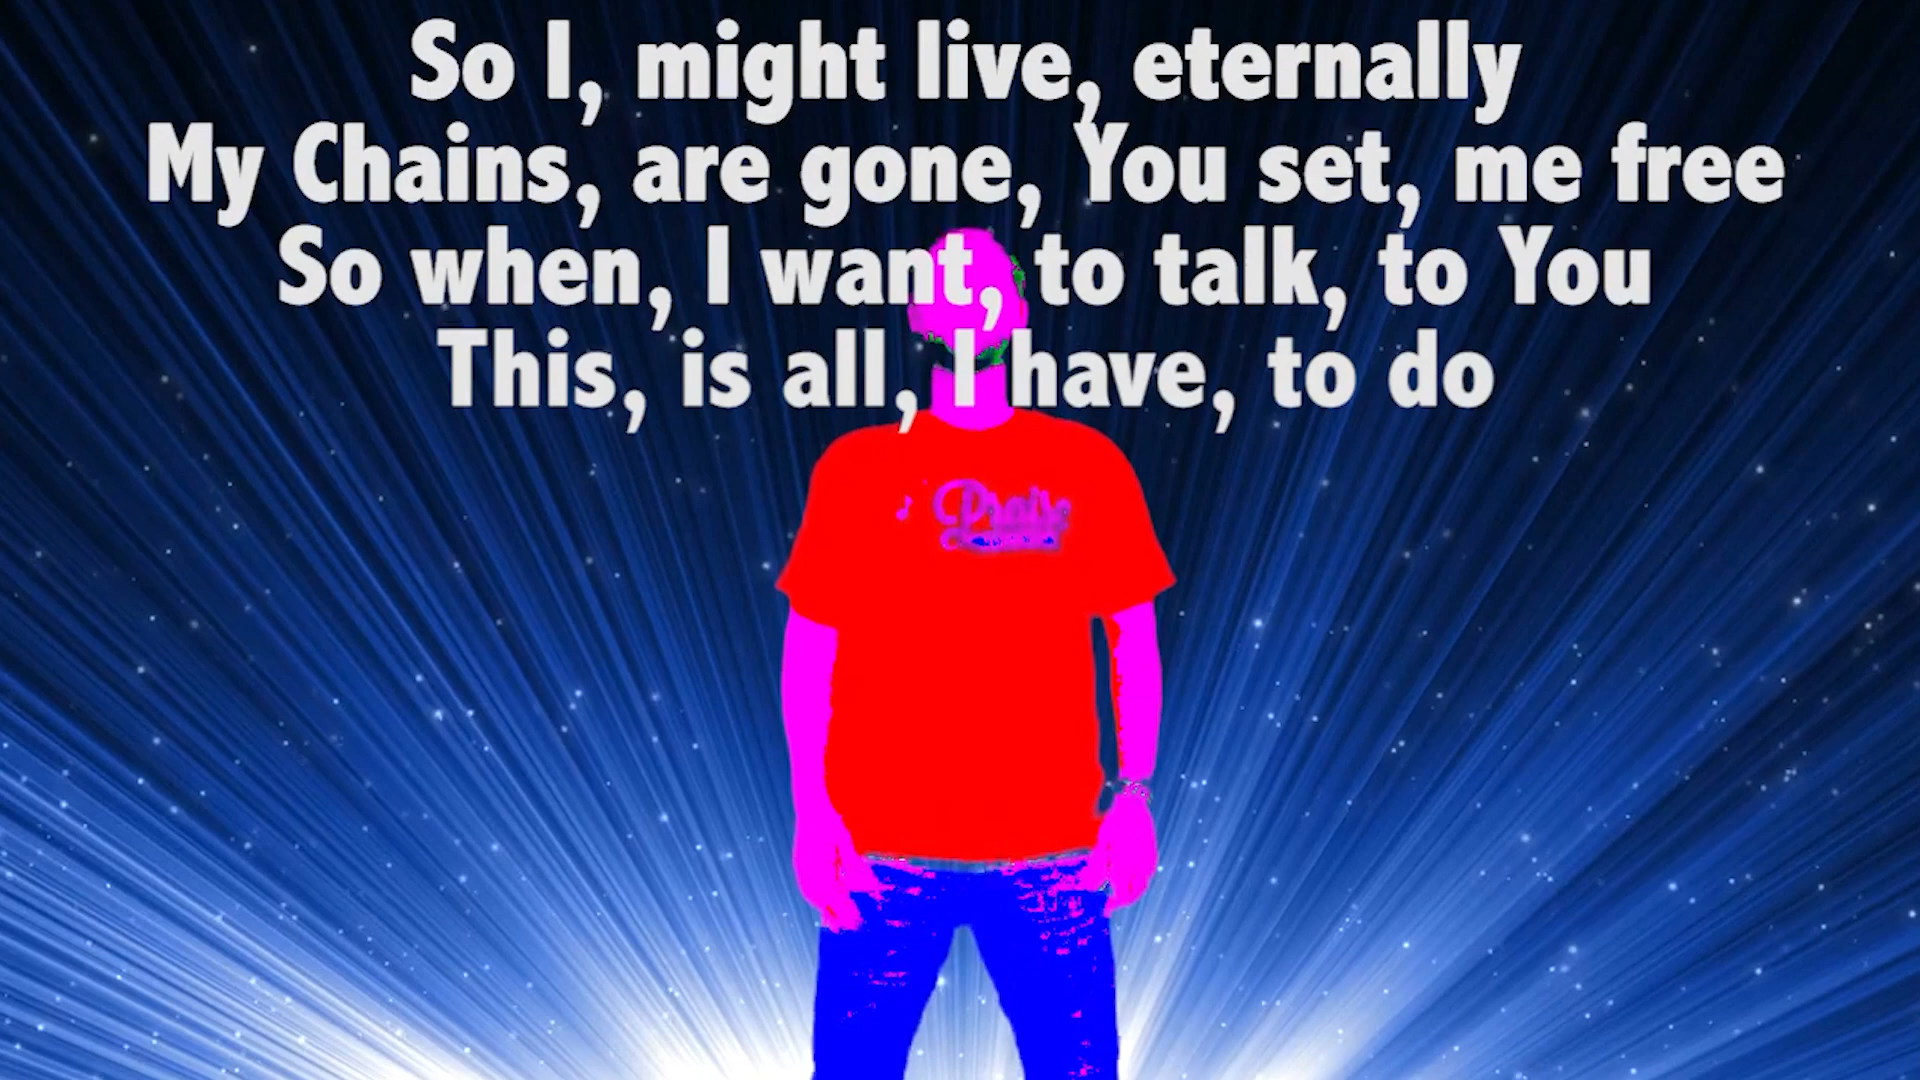 So I, might live, eternally
My Chains, are gone, You set, me free
So when, I want, to talk, to You
This, is all, I have, to do
Praise